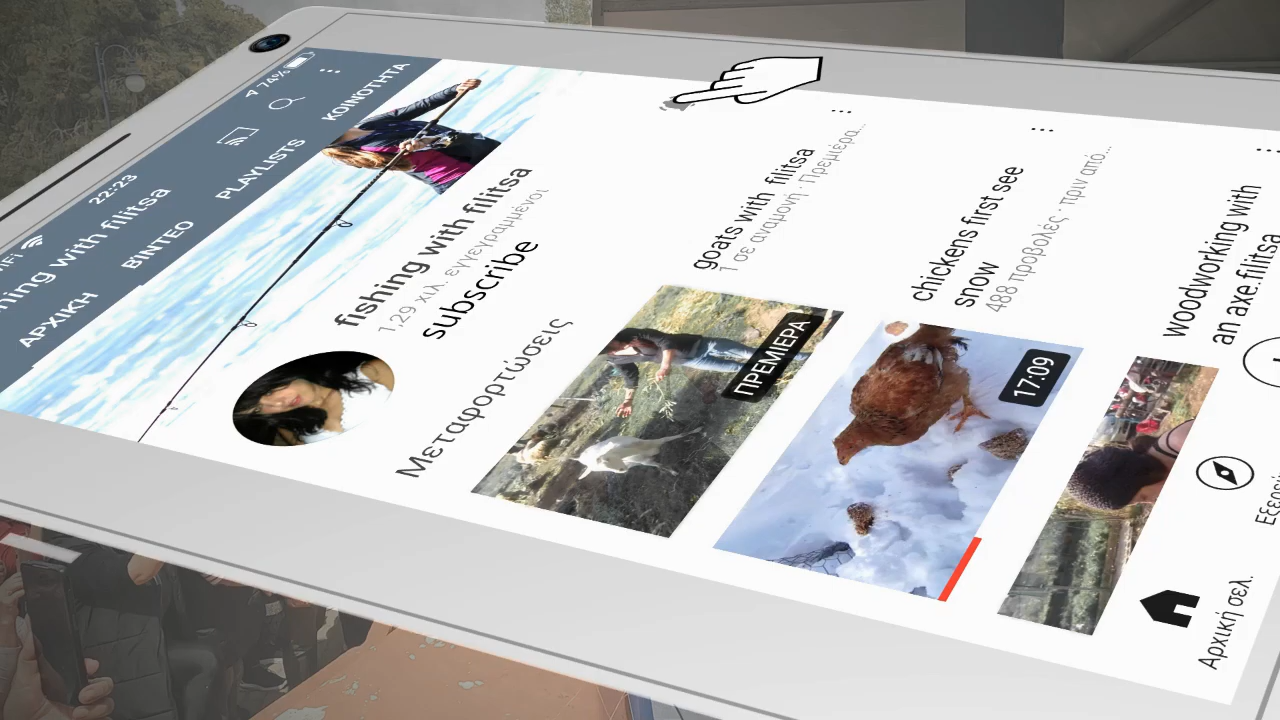 22:23
74%
ning with filitsa
ΑΡΧΙΚΗ ΒΙΝΤΕΟ PLAYLISTS ΚΟΙΝΟΤΗΤΑ
fishing with filitsa
1,29 χιλ. εγγεγραμμένοι
subscribe
Μεταφορτώσεις
goats with filitsa
1 σε αναμονή · Πρεμιέρα...
ΠΡΕΜΙΕΡΑ
chickens first see
snow
488 προβολές · πριν από...
17:09
woodworking with
an axe.filitsa
Αρχική σελ.